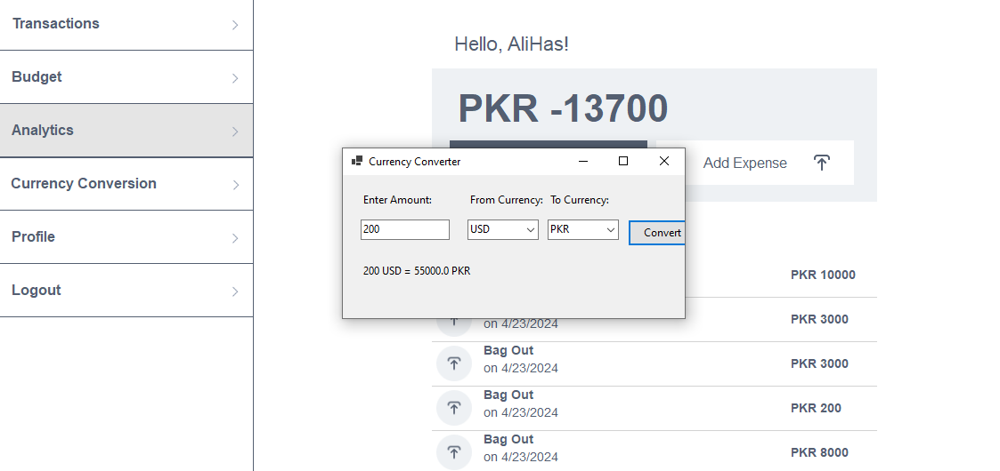 Transactions
Budget
Analytics
Currency Conversion
Profile
Logout
Hello, AliHas!
PKR -13700
Add Expense
Currency Converter
Enter Amount: From Currency: To Currency:
200 USD PKR Convert
200 USD = 55000.0 PKR
PKR 10000
on 4/23/2024 PKR 3000
Bag Out
on 4/23/2024 PKR 3000
Bag Out
on 4/23/2024 PKR 200
Bag Out
on 4/23/2024 PKR 8000